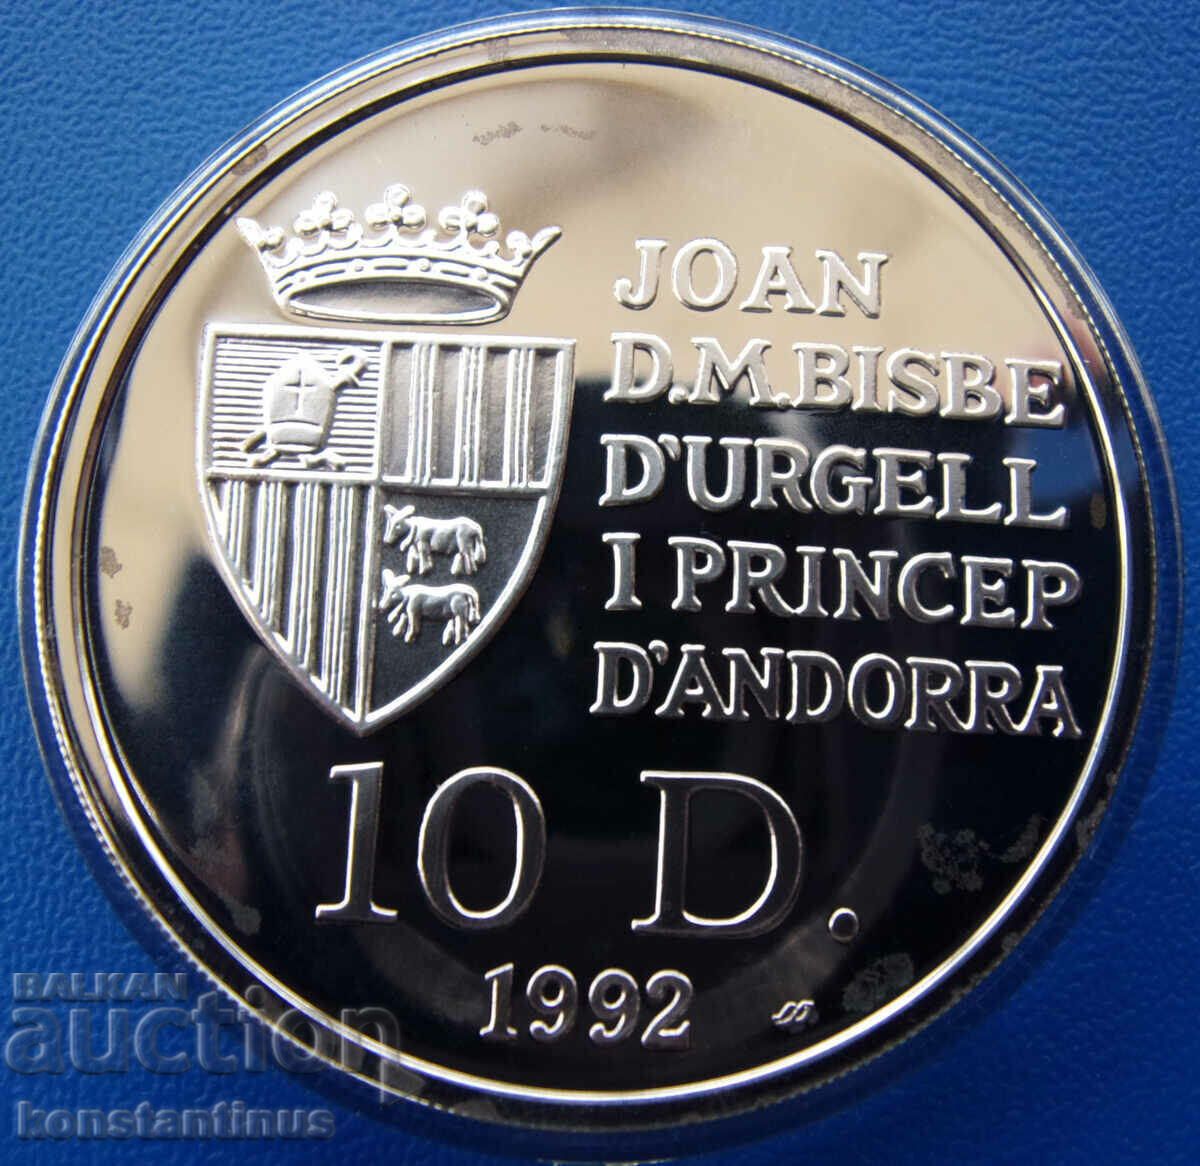 JOAN
D.M.BISBE
D'URGELL
I PRINCEP
D'ANDORRA
10 D.
1992
BALKAN
auction
konstantinus